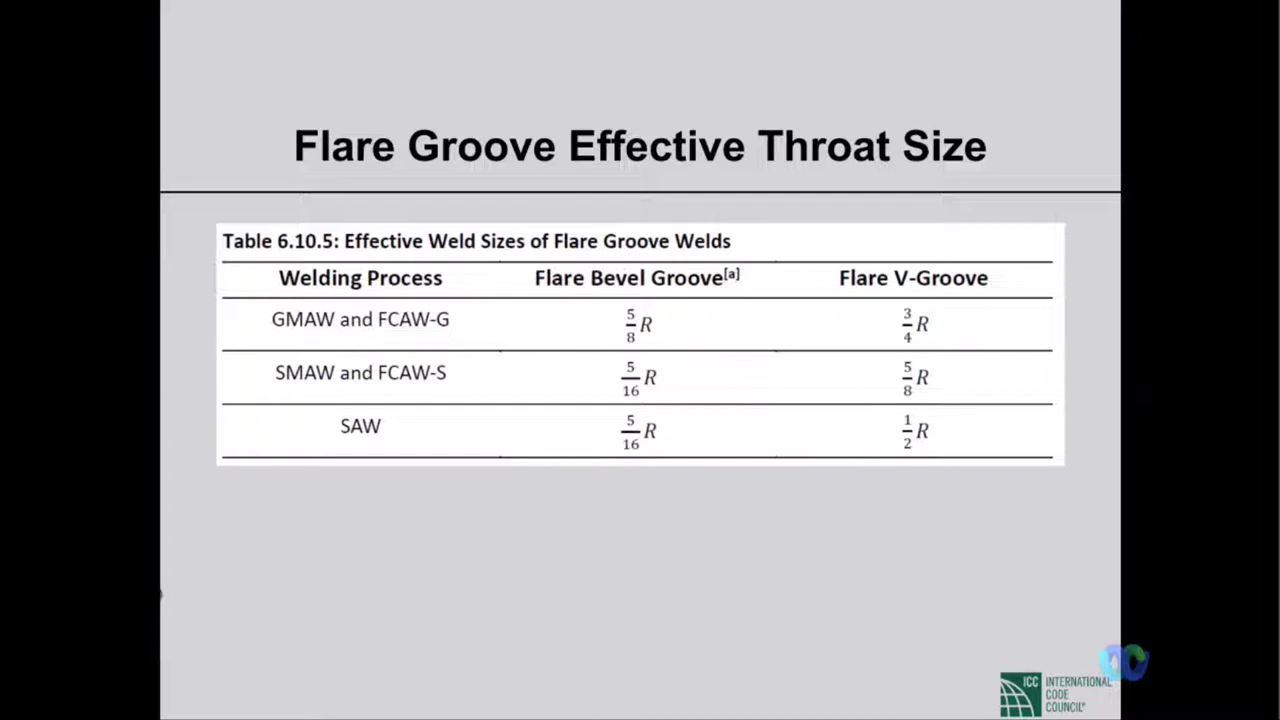 Flare Groove Effective Throat Size
Table 6.10.5: Effective Weld Sizes of Flare Groove Welds
Welding Process Flare Bevel Groove[a] Flare V-Groove
GMAW and FCAW-G 5/8 R 3/4 R
SMAW and FCAW-S 5/16 R 5/8 R
SAW 5/16 R 1/2 R
ICC INTERNATIONAL
CODE
COUNCIL®